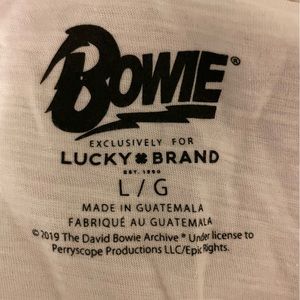 BOWIE®
EXCLUSIVELY FOR
LUCKY BRAND
EST. 1990
L / G
MADE IN GUATEMALA
FABRIQUÉ AU GUATEMALA
©2019 The David Bowie Archive® Under license to
Perryscope Productions LLC/Epic Rights.